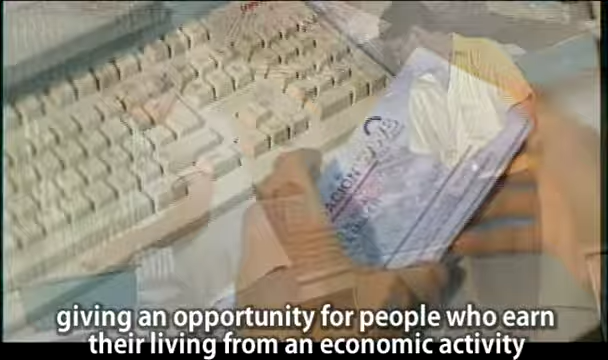 giving an opportunity for people who earn
their living from an economic activity